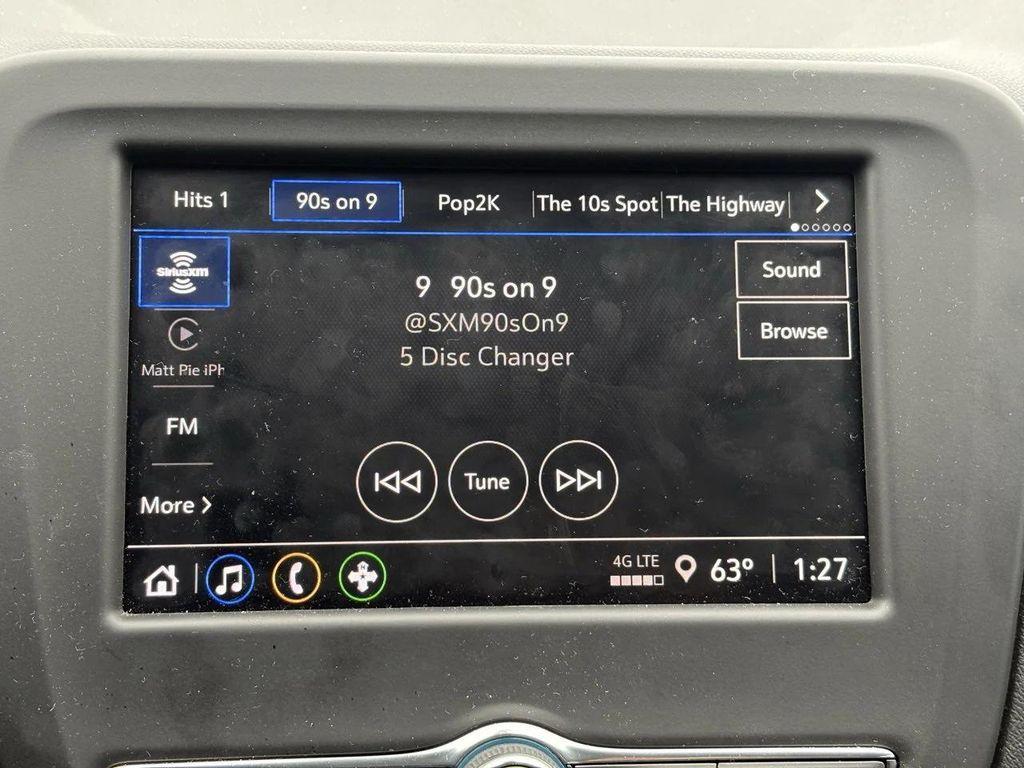 Hits 1
90s on 9
Pop2K
The 10s Spot
The Highway
SiriusXM
9 90s on 9
@SXM90sOn9
5 Disc Changer
Sound
Browse
Matt Pie iPh
FM
More
Tune
4G LTE
63°
1:27